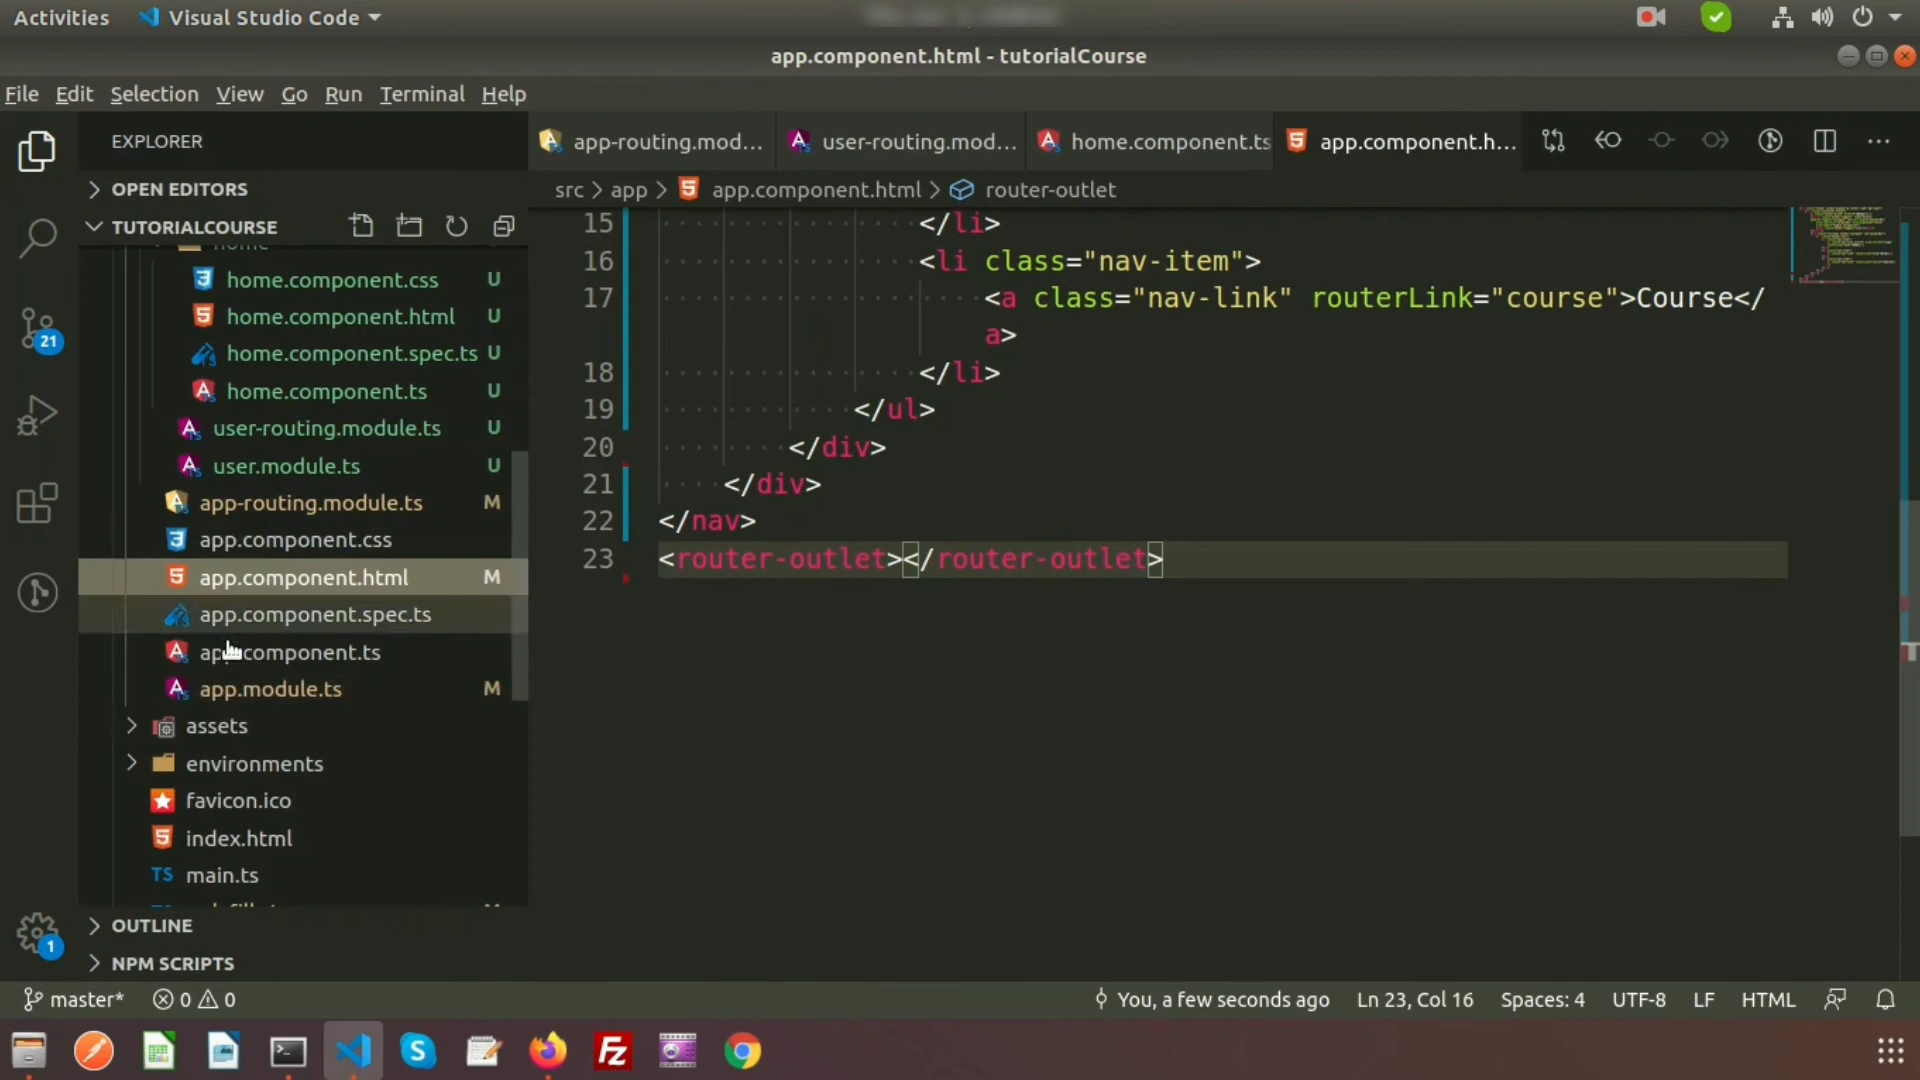 Activities
Visual Studio Code
app.component.html - tutorialCourse
File Edit Selection View Go Run Terminal Help
EXPLORER
OPEN EDITORS
TUTORIALCOURSE
home
home.component.css U
home.component.html U
home.component.spec.ts U
home.component.ts U
user-routing.module.ts U
user.module.ts U
app-routing.module.ts M
app.component.css
app.component.html M
app.component.spec.ts
app.component.ts
app.module.ts M
assets
environments
favicon.ico
index.html
TS main.ts
OUTLINE
NPM SCRIPTS
21
1
app-routing.mod...
user-routing.mod...
home.component.ts
app.component.h...
src > app > app.component.html > router-outlet
15 </li>
16 <li class="nav-item">
17 <a class="nav-link" routerLink="course">Course</
a>
18 </li>
19 </ul>
20 </div>
21 </div>
22 </nav>
23 <router-outlet></router-outlet>
master* 0 0
You, a few seconds ago
Ln 23, Col 16
Spaces: 4
UTF-8
LF
HTML